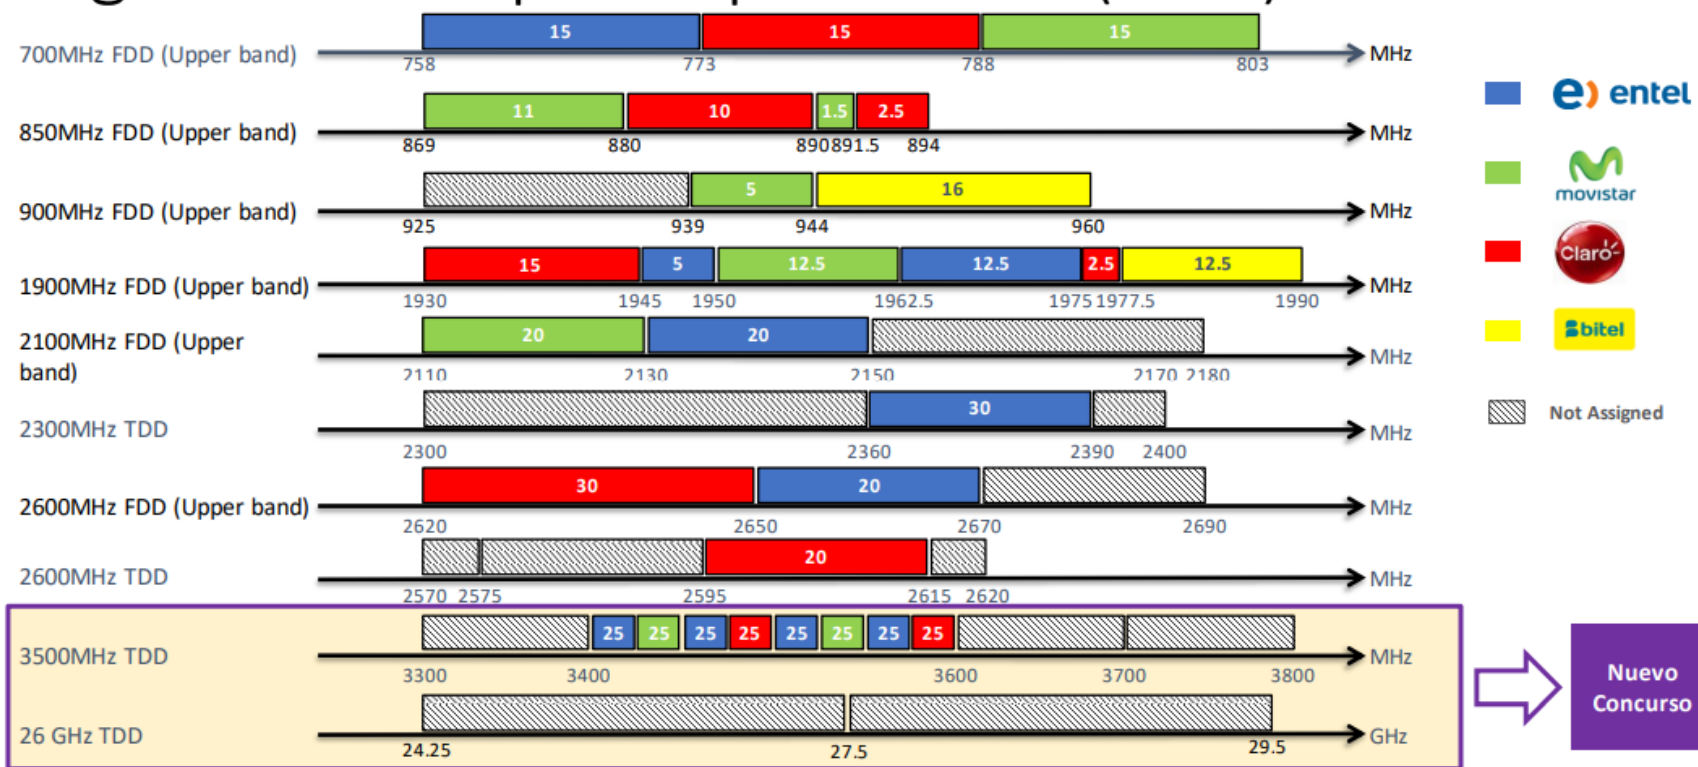 15 15 15
700MHz FDD (Upper band) MHz
758 773 788 803
11 10 1.5 2.5
850MHz FDD (Upper band) MHz
869 880 890 891.5 894
5 16
900MHz FDD (Upper band) MHz
925 939 944 960
15 5 12.5 12.5 2.5 12.5
1900MHz FDD (Upper band) MHz
1930 1945 1950 1962.5 1975 1977.5 1990
20 20
2100MHz FDD (Upper
band)
MHz
2110 2130 2150 2170 2180
30
2300MHz TDD MHz
2300 2360 2390 2400
30 20
2600MHz FDD (Upper band) MHz
2620 2650 2670 2690
20
2600MHz TDD MHz
2570 2575 2595 2615 2620
25 25 25 25 25 25 25 25
3500MHz TDD MHz
3300 3400 3600 3700 3800
26 GHz TDD GHz
24.25 27.5 29.5
e) entel
movistar
Claro
bitel
Not Assigned
Nuevo
Concurso